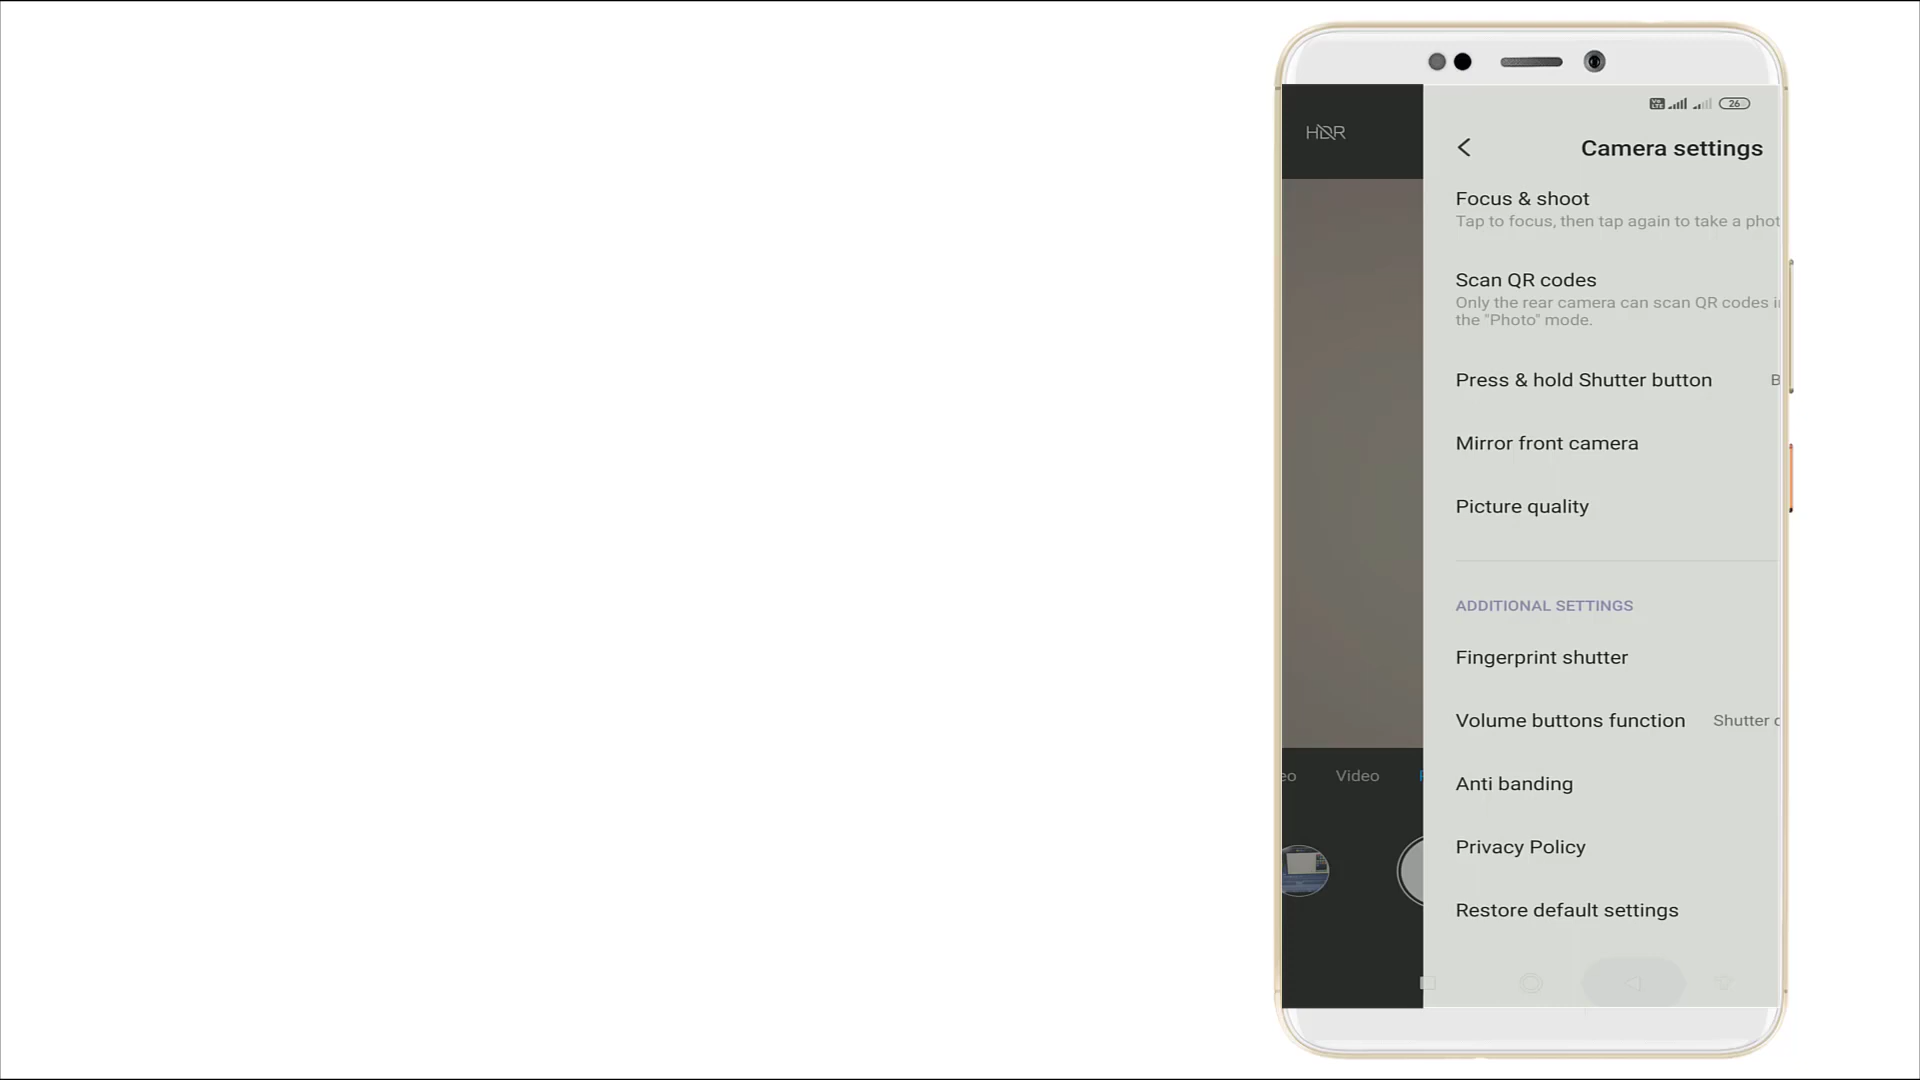 HDR
26
Camera settings
Focus & shoot
Tap to focus, then tap again to take a phot
Scan QR codes
Only the rear camera can scan QR codes i
the "Photo" mode.
Press & hold Shutter button B
Mirror front camera
Picture quality
ADDITIONAL SETTINGS
Fingerprint shutter
Volume buttons function Shutter
Video
Anti banding
Privacy Policy
Restore default settings